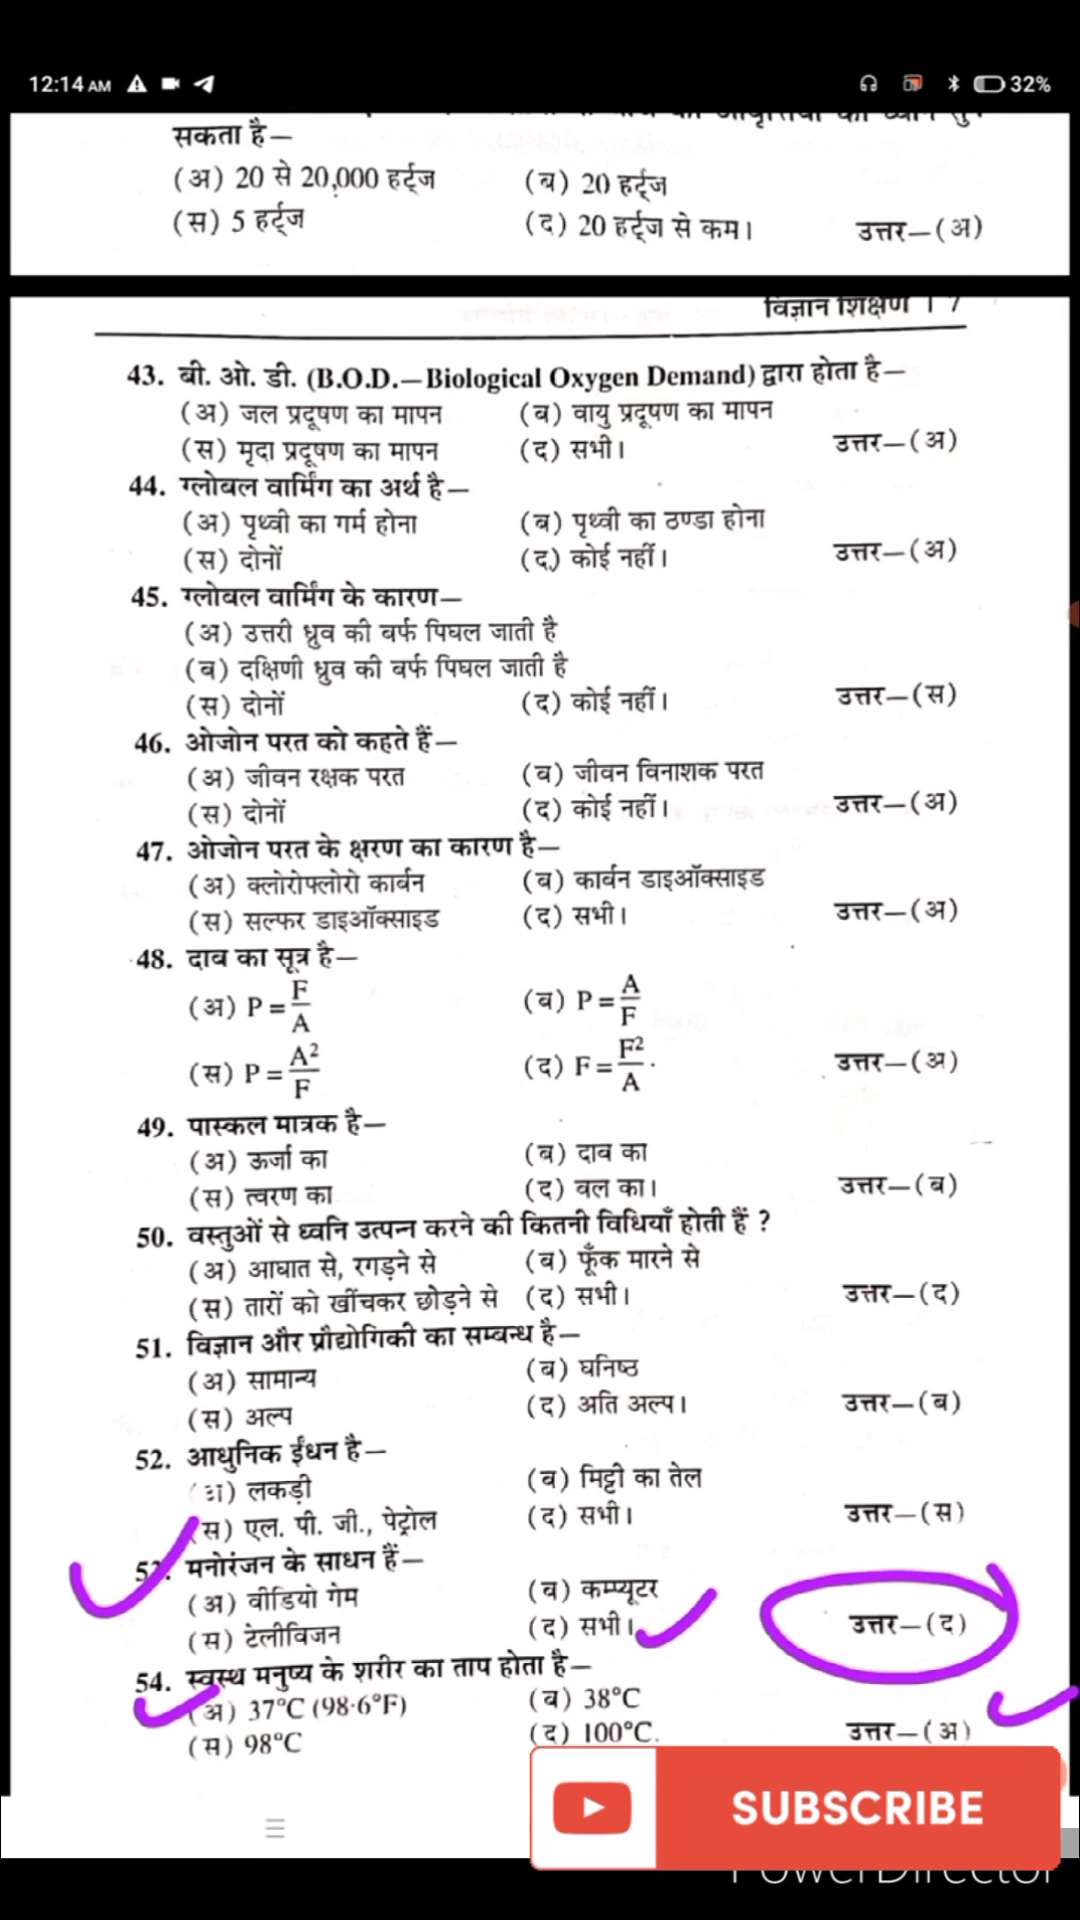 12:14 AM 32%
सकता है—
(अ) 20 से 20,000 हर्ट्ज (ब) 20 हर्ट्ज
(स) 5 हर्ट्ज (द) 20 हर्ट्ज से कम। उत्तर—(अ)
विज्ञान शिक्षण । 7
43. बी. ओ. डी. (B.O.D.—Biological Oxygen Demand) द्वारा होता है—
(अ) जल प्रदूषण का मापन (ब) वायु प्रदूषण का मापन
(स) मृदा प्रदूषण का मापन (द) सभी। उत्तर—(अ)
44. ग्लोबल वार्मिंग का अर्थ है—
(अ) पृथ्वी का गर्म होना (ब) पृथ्वी का ठण्डा होना
(स) दोनों (द) कोई नहीं। उत्तर—(अ)
45. ग्लोबल वार्मिंग के कारण—
(अ) उत्तरी ध्रुव की बर्फ पिघल जाती है
(ब) दक्षिणी ध्रुव की बर्फ पिघल जाती है
(स) दोनों (द) कोई नहीं। उत्तर—(स)
46. ओजोन परत को कहते हैं—
(अ) जीवन रक्षक परत (ब) जीवन विनाशक परत
(स) दोनों (द) कोई नहीं। उत्तर—(अ)
47. ओजोन परत के क्षरण का कारण है—
(अ) क्लोरोफ्लोरो कार्बन (ब) कार्बन डाइऑक्साइड
(स) सल्फर डाइऑक्साइड (द) सभी। उत्तर—(अ)
48. दाब का सूत्र है—
(अ) P = F/A (ब) P = A/F
(स) P = A²/F (द) F = F²/A. उत्तर—(अ)
49. पास्कल मात्रक है—
(अ) ऊर्जा का (ब) दाब का
(स) त्वरण का (द) बल का। उत्तर—(ब)
50. वस्तुओं से ध्वनि उत्पन्न करने की कितनी विधियाँ होती हैं ?
(अ) आघात से, रगड़ने से (ब) फूँक मारने से
(स) तारों को खींचकर छोड़ने से (द) सभी। उत्तर—(द)
51. विज्ञान और प्रौद्योगिकी का सम्बन्ध है—
(अ) सामान्य (ब) घनिष्ठ
(स) अल्प (द) अति अल्प। उत्तर—(ब)
52. आधुनिक ईंधन है—
(अ) लकड़ी (ब) मिट्टी का तेल
(स) एल. पी. जी., पेट्रोल (द) सभी। उत्तर—(स)
53. मनोरंजन के साधन हैं—
(अ) वीडियो गेम (ब) कम्प्यूटर
(स) टेलीविजन (द) सभी। उत्तर—(द)
54. स्वस्थ मनुष्य के शरीर का ताप होता है—
(अ) 37°C (98·6°F) (ब) 38°C
(स) 98°C (द) 100°C. उत्तर—(अ)
SUBSCRIBE
PowerDirector